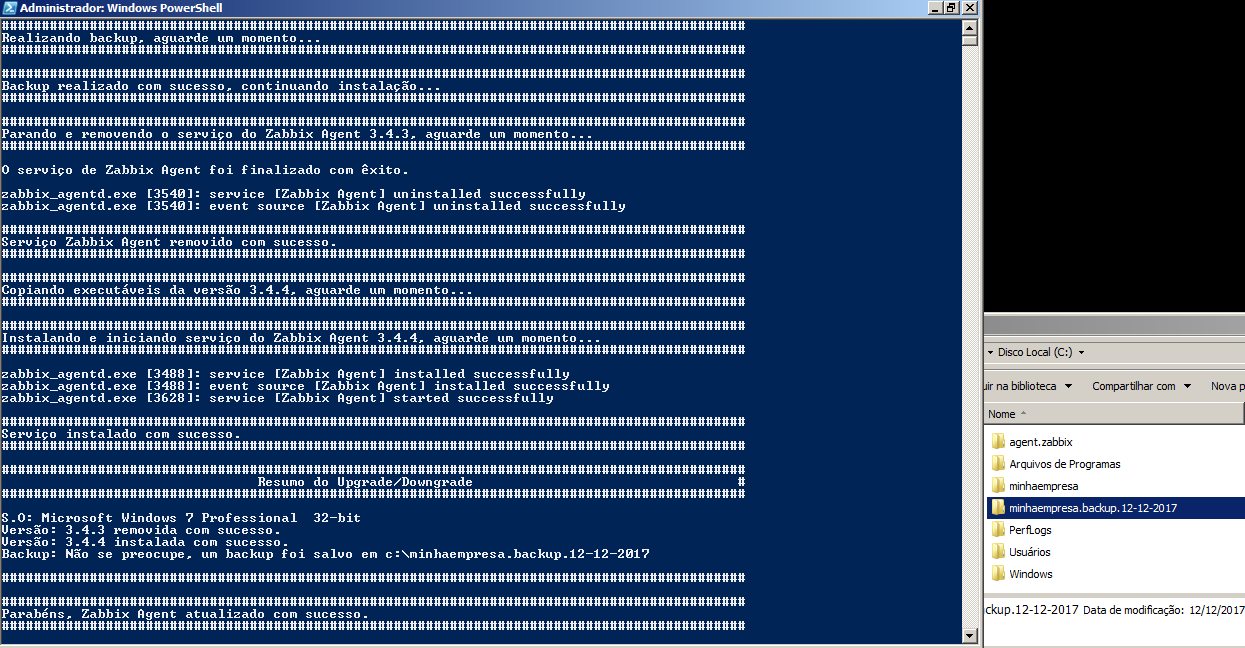 Administrador: Windows PowerShell
#############################################################################################
Realizando backup, aguarde um momento...
#############################################################################################
#############################################################################################
Backup realizado com sucesso, continuando instalação...
#############################################################################################
#############################################################################################
Parando e removendo o serviço do Zabbix Agent 3.4.3, aguarde um momento...
#############################################################################################
O serviço de Zabbix Agent foi finalizado com êxito.
zabbix_agentd.exe [3540]: service [Zabbix Agent] uninstalled successfully
zabbix_agentd.exe [3540]: event source [Zabbix Agent] uninstalled successfully
#############################################################################################
Serviço Zabbix Agent removido com sucesso.
#############################################################################################
#############################################################################################
Copiando executáveis da versão 3.4.4, aguarde um momento...
#############################################################################################
#############################################################################################
Instalando e iniciando serviço do Zabbix Agent 3.4.4, aguarde um momento...
#############################################################################################
zabbix_agentd.exe [3488]: service [Zabbix Agent] installed successfully
zabbix_agentd.exe [3488]: event source [Zabbix Agent] installed successfully
zabbix_agentd.exe [3628]: service [Zabbix Agent] started successfully
#############################################################################################
Serviço instalado com sucesso.
#############################################################################################
#############################################################################################
Resumo do Upgrade/Downgrade #
#############################################################################################
S.O: Microsoft Windows 7 Professional  32-bit
Versão: 3.4.3 removida com sucesso.
Versão: 3.4.4 instalada com sucesso.
Backup: Não se preocupe, um backup foi salvo em c:\minhaempresa.backup.12-12-2017
#############################################################################################
#############################################################################################
Parabéns, Zabbix Agent atualizado com sucesso.
#############################################################################################
Disco Local (C:)
uir na biblioteca Compartilhar com Nova p
Nome
agent.zabbix
Arquivos de Programas
minhaempresa
minhaempresa.backup.12-12-2017
PerfLogs
Usuários
Windows
ackup.12-12-2017 Data de modificação: 12/12/2017